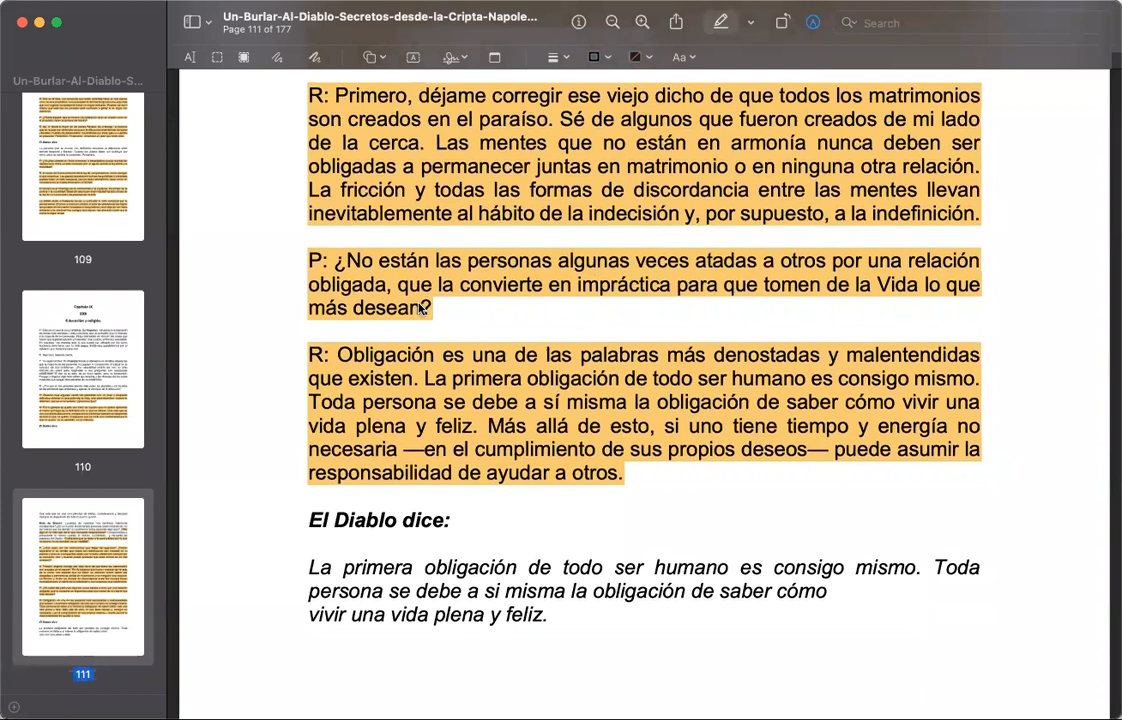 Un-Burlar-Al-Diablo-Secretos-desde-la-Cripta-Napole...
Page 111 of 177
Search
Un-Burlar-Al-Diablo-S...
Aa
109
110
111
R: Primero, déjame corregir ese viejo dicho de que todos los matrimonios
son creados en el paraíso. Sé de algunos que fueron creados de mi lado
de la cerca. Las mentes que no están en armonía nunca deben ser
obligadas a permanecer juntas en matrimonio o en ninguna otra relación.
La fricción y todas las formas de discordancia entre las mentes llevan
inevitablemente al hábito de la indecisión y, por supuesto, a la indefinición.
P: ¿No están las personas algunas veces atadas a otros por una relación
obligada, que la convierte en impráctica para que tomen de la Vida lo que
más desean?
R: Obligación es una de las palabras más denostadas y malentendidas
que existen. La primera obligación de todo ser humano es consigo mismo.
Toda persona se debe a sí misma la obligación de saber cómo vivir una
vida plena y feliz. Más allá de esto, si uno tiene tiempo y energía no
necesaria —en el cumplimiento de sus propios deseos— puede asumir la
responsabilidad de ayudar a otros.
El Diablo dice:
La primera obligación de todo ser humano es consigo mismo. Toda
persona se debe a si misma la obligación de saber cómo
vivir una vida plena y feliz.